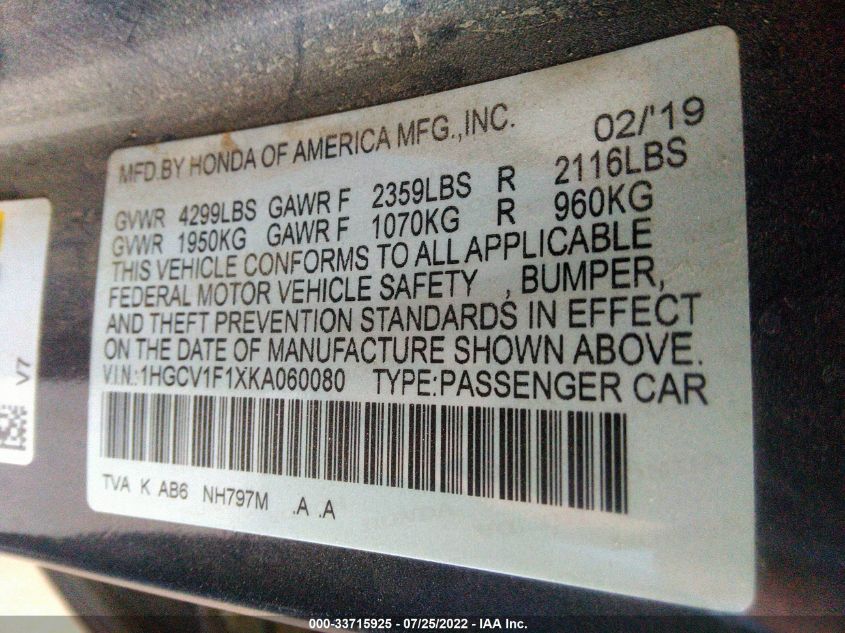 MFD.BY HONDA OF AMERICA MFG.,INC. 02/'19
GVWR 4299LBS GAWR F 2359LBS R 2116LBS
GVWR 1950KG GAWR F 1070KG R 960KG
THIS VEHICLE CONFORMS TO ALL APPLICABLE
FEDERAL MOTOR VEHICLE SAFETY , BUMPER,
AND THEFT PREVENTION STANDARDS IN EFFECT
ON THE DATE OF MANUFACTURE SHOWN ABOVE.
V.I.N.:1HGCV1F1XKA060080 TYPE:PASSENGER CAR
TVA K AB6 NH797M .A .A
V7
000-33715925 - 07/25/2022 - IAA Inc.